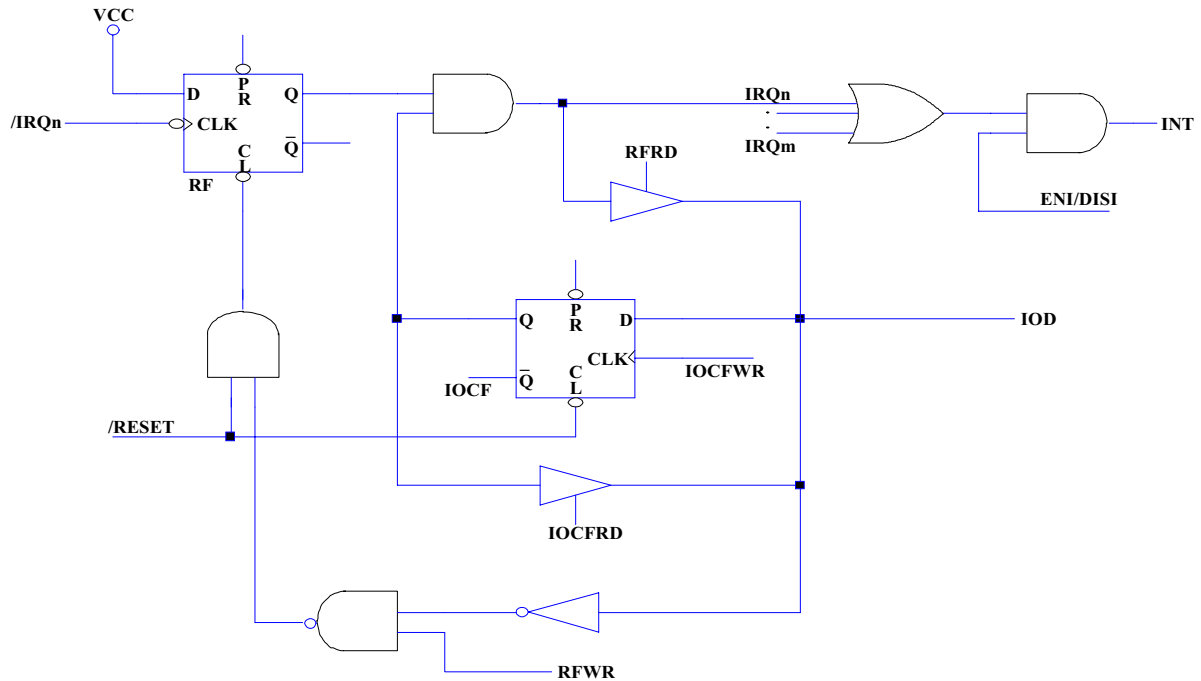 VCC
P
R
D
Q
/IRQn
CLK
Q̅
C
L
RF
IRQn
IRQm
INT
RFRD
ENI/DISI
P
R
Q
D
IOD
CLK
IOCFWR
IOCF
Q̅
C
L
/RESET
IOCFRD
RFWR